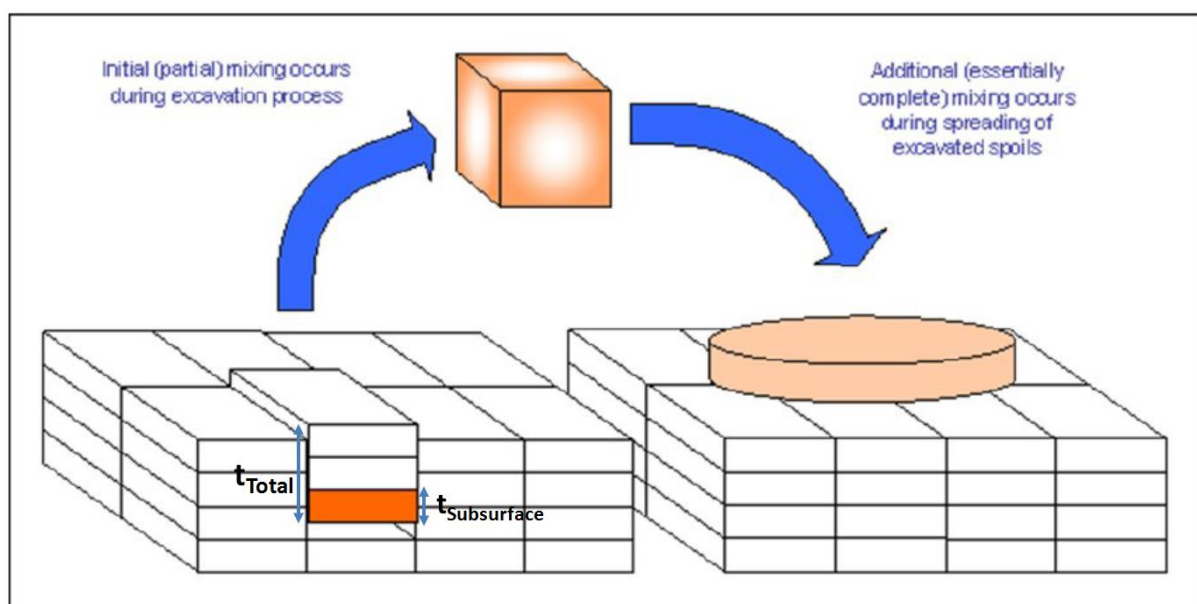 Initial (partial) mixing occurs
during excavation process
Additional (essentially
complete) mixing occurs
during spreading of
excavated spoils
tTotal
tSubsurface